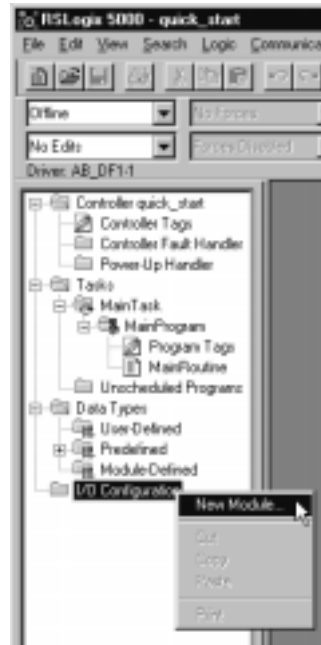 RSLogix 5000 - quick_start
File Edit View Search Logic Communica
Offline No Forces
No Edits Forces Disabled
Driver: AB_DF1-1
Controller quick_start
Controller Tags
Controller Fault Handler
Power-Up Handler
Tasks
MainTask
MainProgram
Program Tags
MainRoutine
Unscheduled Programs
Data Types
User-Defined
Predefined
Module-Defined
I/O Configuration
New Module...
Cut
Copy
Paste
Print